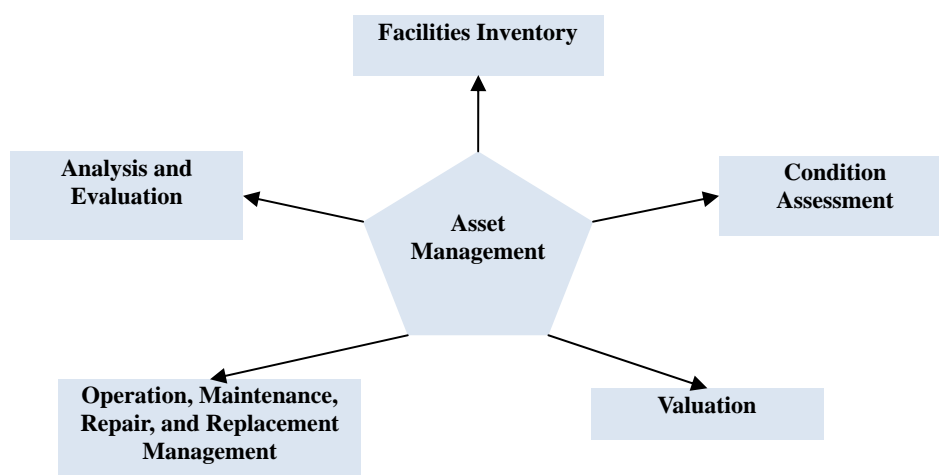 Facilities Inventory
Analysis and
Evaluation
Condition
Assessment
Asset
Management
Operation, Maintenance,
Repair, and Replacement
Management
Valuation